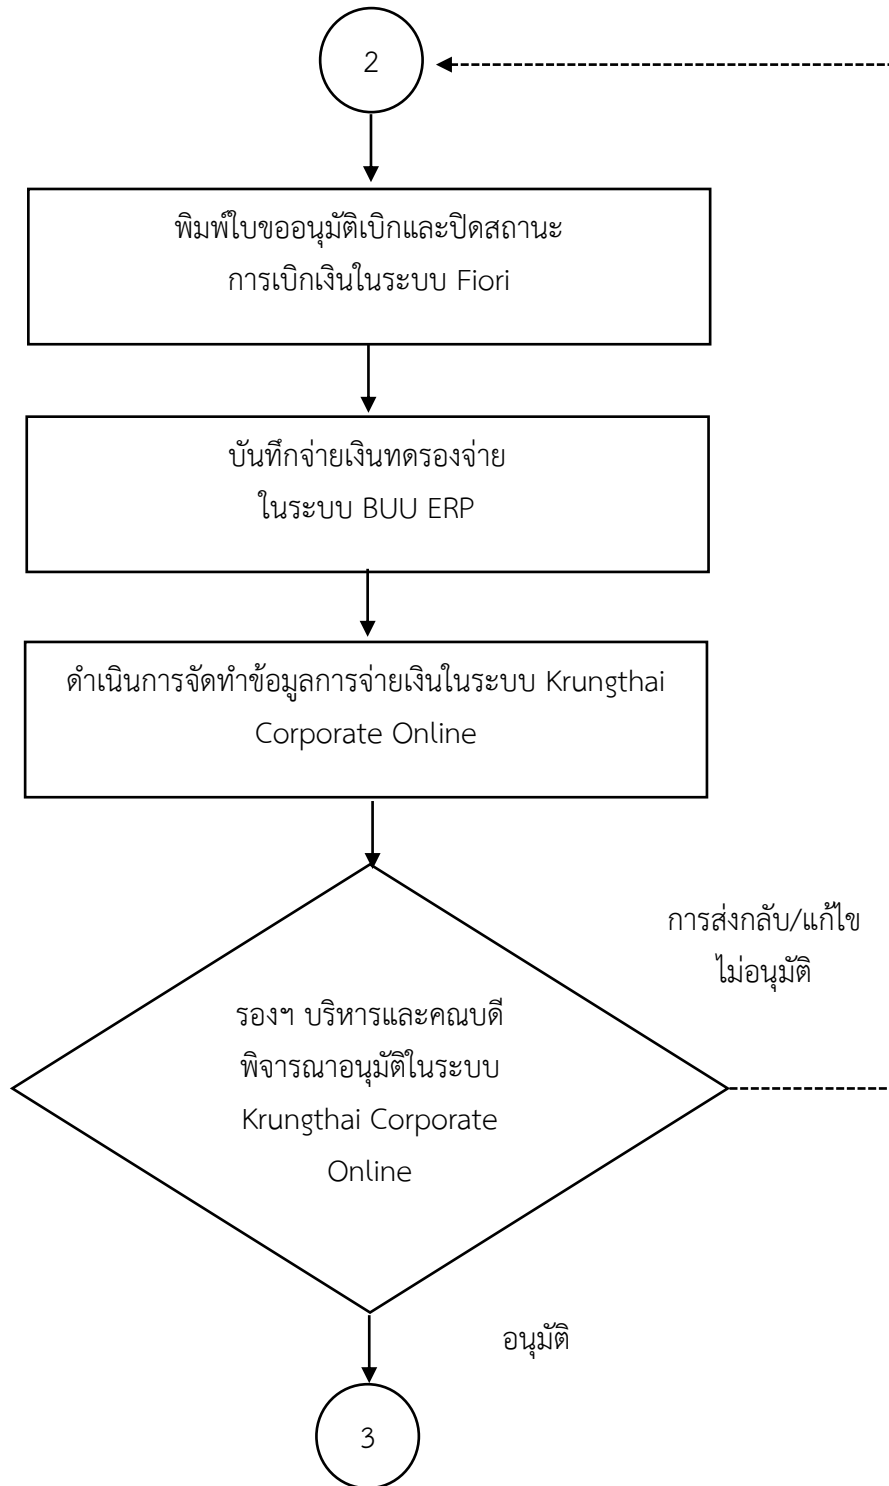 2
พิมพ์ใบขออนุมัติเบิกและปิดสถานะ
การเบิกเงินในระบบ Fiori
บันทึกจ่ายเงินทดรองจ่าย
ในระบบ BUU ERP
ดำเนินการจัดทำข้อมูลการจ่ายเงินในระบบ Krungthai
Corporate Online
การส่งกลับ/แก้ไข
ไม่อนุมัติ
รองฯ บริหารและคณบดี
พิจารณาอนุมัติในระบบ
Krungthai Corporate
Online
อนุมัติ
3